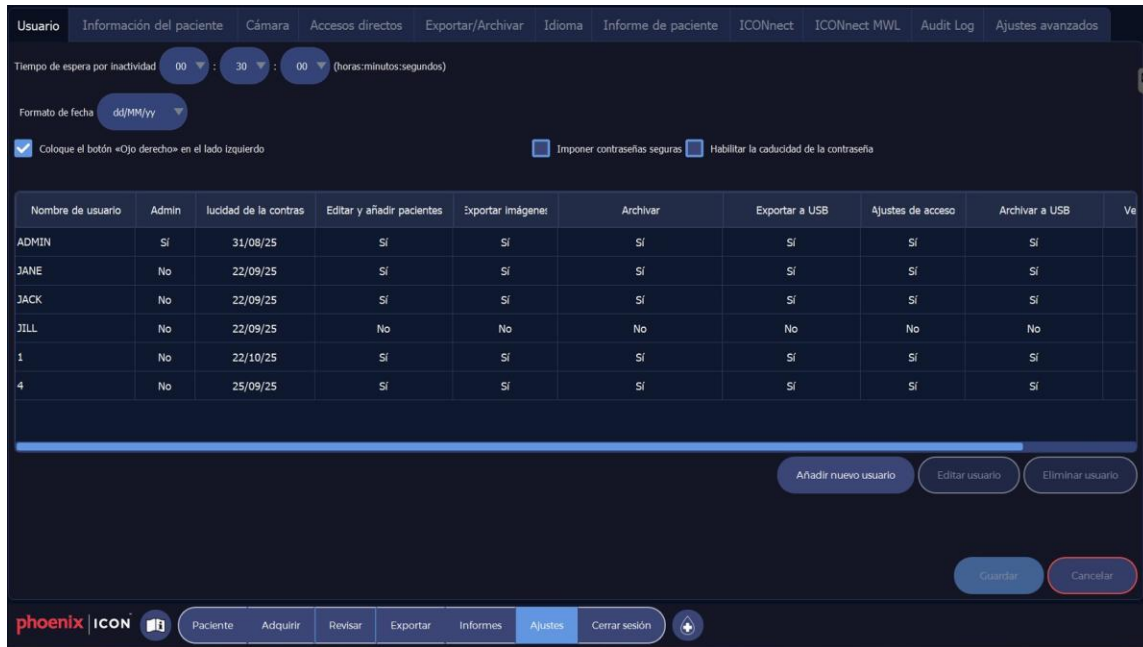 Usuario Información del paciente Cámara Accesos directos Exportar/Archivar Idioma Informe de paciente ICONnect ICONnect MWL Audit Log Ajustes avanzados
Tiempo de espera por inactividad 00 : 30 : 00 (horas:minutos:segundos)
Formato de fecha dd/MM/yy
Coloque el botón «Ojo derecho» en el lado izquierdo Imponer contraseñas seguras Habilitar la caducidad de la contraseña
Nombre de usuario Admin lucidad de la contras Editar y añadir pacientes Exportar imágenes Archivar Exportar a USB Ajustes de acceso Archivar a USB Ve
ADMIN Sí 31/08/25 Sí Sí Sí Sí Sí Sí
JANE No 22/09/25 Sí Sí Sí Sí Sí Sí
JACK No 22/09/25 Sí Sí Sí Sí Sí Sí
JILL No 22/09/25 No No No No No No
1 No 22/10/25 Sí Sí Sí Sí Sí Sí
4 No 25/09/25 Sí Sí Sí Sí Sí Sí
Añadir nuevo usuario Editar usuario Eliminar usuario
Guardar Cancelar
phoenix ICON Paciente Adquirir Revisar Exportar Informes Ajustes Cerrar sesión